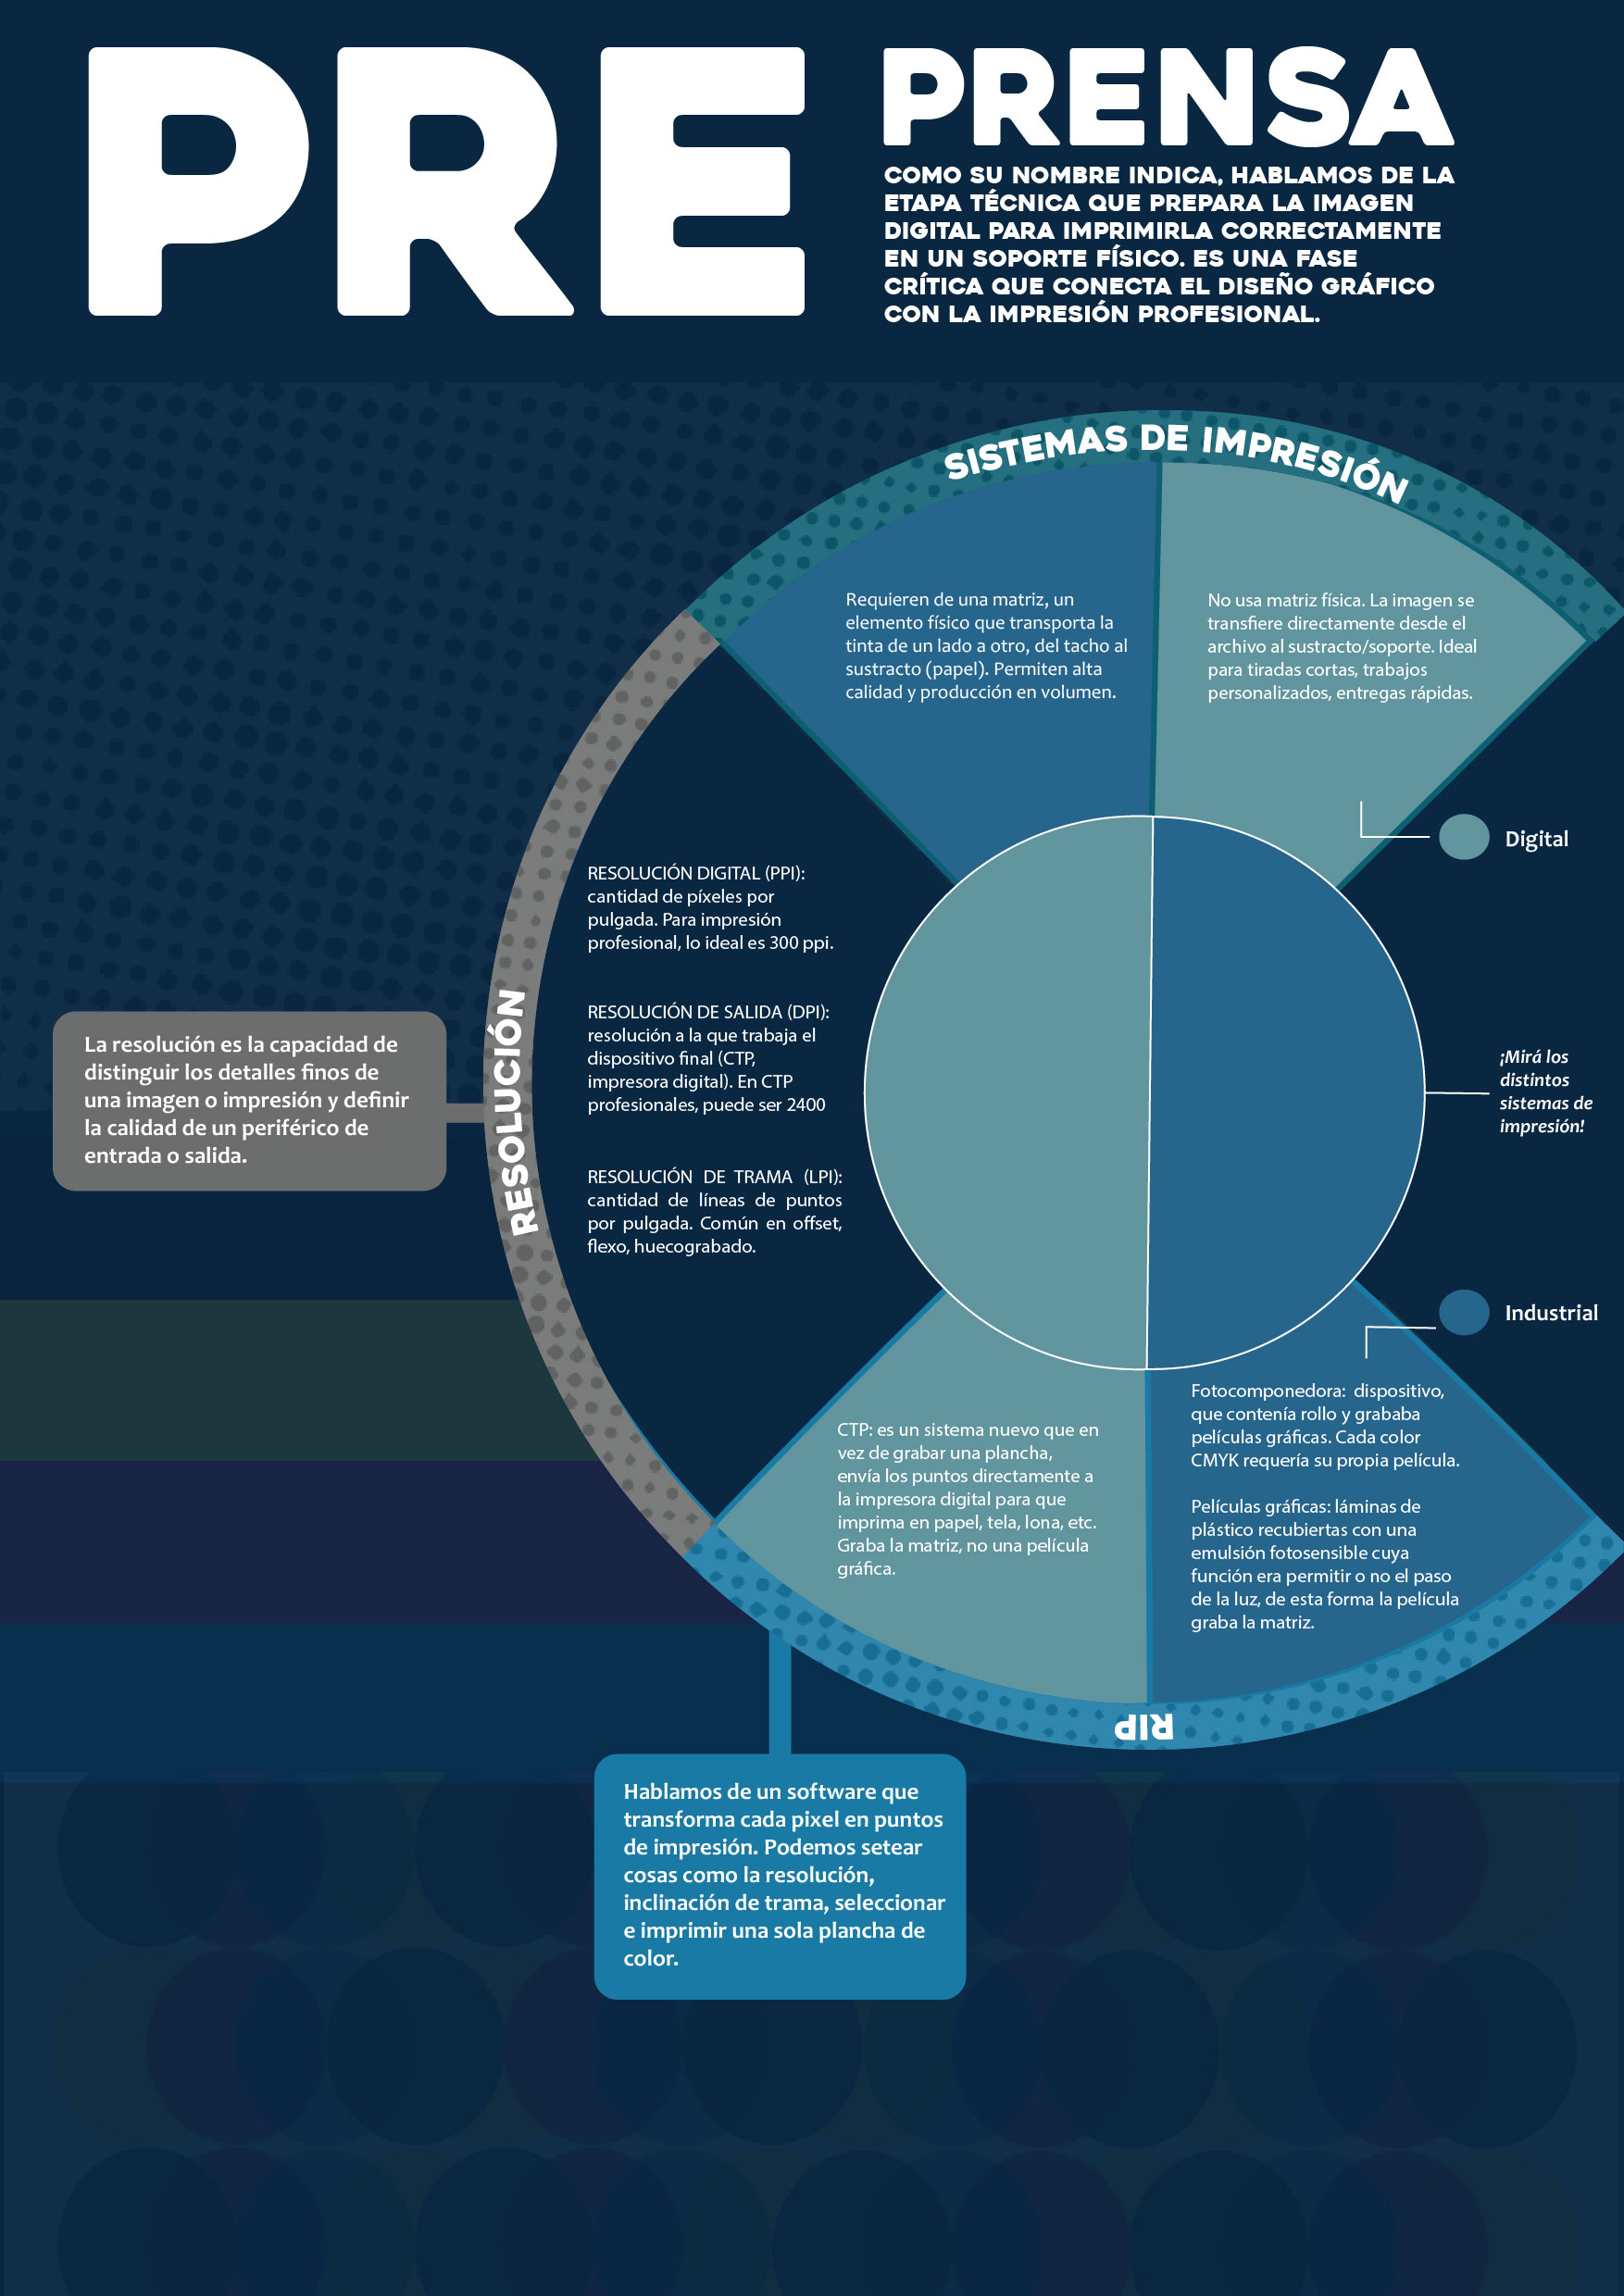 PRE
PRENSA
COMO SU NOMBRE INDICA, HABLAMOS DE LA
ETAPA TÉCNICA QUE PREPARA LA IMAGEN
DIGITAL PARA IMPRIMIRLA CORRECTAMENTE
EN UN SOPORTE FÍSICO. ES UNA FASE
CRÍTICA QUE CONECTA EL DISEÑO GRÁFICO
CON LA IMPRESIÓN PROFESIONAL.
SISTEMAS DE IMPRESIÓN
Requieren de una matriz, un
elemento físico que transporta la
tinta de un lado a otro, del tacho al
sustracto (papel). Permiten alta
calidad y producción en volumen.
No usa matriz física. La imagen se
transfiere directamente desde el
archivo al sustracto/soporte. Ideal
para tiradas cortas, trabajos
personalizados, entregas rápidas.
Digital
RESOLUCIÓN DIGITAL (PPI):
cantidad de píxeles por
pulgada. Para impresión
profesional, lo ideal es 300 ppi.
RESOLUCIÓN DE SALIDA (DPI):
resolución a la que trabaja el
dispositivo final (CTP,
impresora digital). En CTP
profesionales, puede ser 2400
RESOLUCIÓN DE TRAMA (LPI):
cantidad de líneas de puntos
por pulgada. Común en offset,
flexo, huecograbado.
RESOLUCIÓN
La resolución es la capacidad de
distinguir los detalles finos de
una imagen o impresión y definir
la calidad de un periférico de
entrada o salida.
¡Mirá los
distintos
sistemas de
impresión!
Industrial
CTP: es un sistema nuevo que en
vez de grabar una plancha,
envía los puntos directamente a
la impresora digital para que
imprima en papel, tela, lona, etc.
Graba la matriz, no una película
gráfica.
Fotocomponedora: dispositivo,
que contenía rollo y grababa
películas gráficas. Cada color
CMYK requería su propia película.
Películas gráficas: láminas de
plástico recubiertas con una
emulsión fotosensible cuya
función era permitir o no el paso
de la luz, de esta forma la película
graba la matriz.
RIP
Hablamos de un software que
transforma cada pixel en puntos
de impresión. Podemos setear
cosas como la resolución,
inclinación de trama, seleccionar
e imprimir una sola plancha de
color.